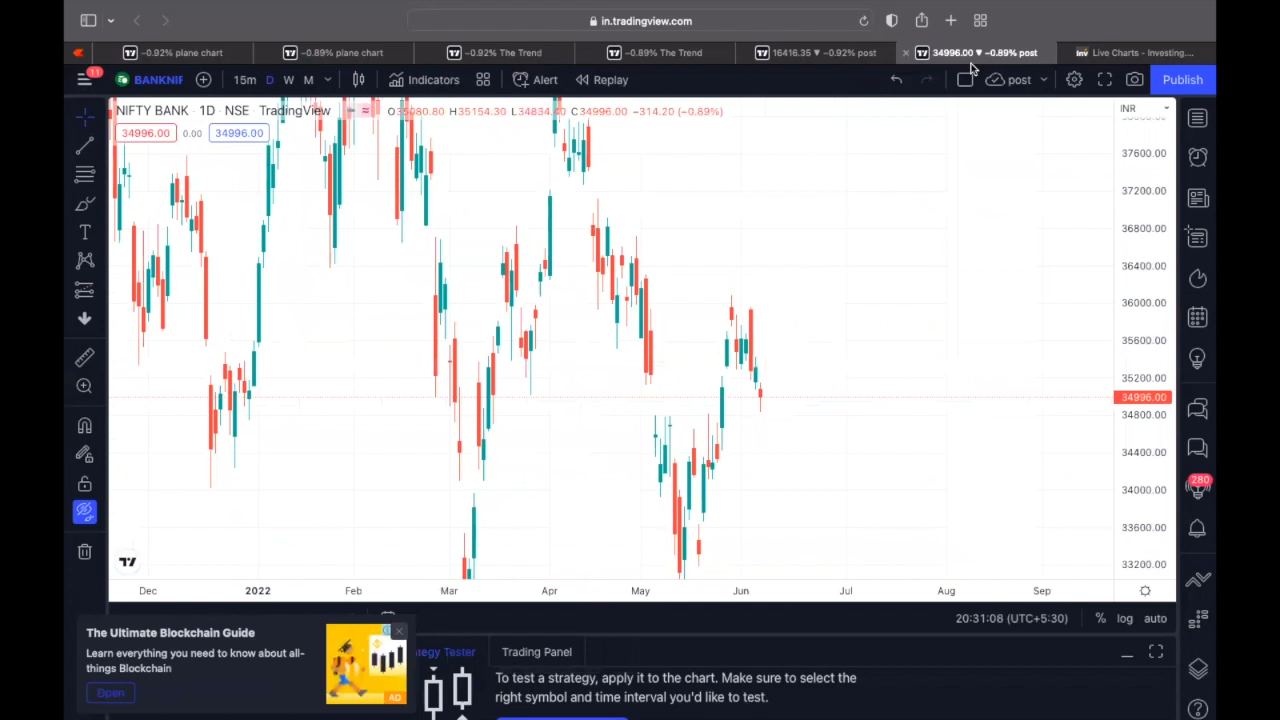 in.tradingview.com
−0.92% plane chart
−0.89% plane chart
−0.92% The Trend
−0.89% The Trend
16416.35 ▼ −0.92% post
34996.00 ▼ −0.89% post
Inv Live Charts - Investing....
11
BANKNIF
15m
D
W
M
Indicators
Alert
Replay
post
Publish
NIFTY BANK · 1D · NSE · TradingView
O35080.80 H35154.30 L34834.40 C34996.00 −314.20 (−0.89%)
INR
34996.00
0.00
34996.00
37600.00
37200.00
36800.00
36400.00
36000.00
35600.00
35200.00
34996.00
34800.00
34400.00
34000.00
33600.00
33200.00
280
Dec
2022
Feb
Mar
Apr
May
Jun
Jul
Aug
Sep
20:31:08 (UTC+5:30)
%
log
auto
The Ultimate Blockchain Guide
Learn everything you need to know about all-
things Blockchain
Open
AD
Tester
Trading Panel
To test a strategy, apply it to the chart. Make sure to select the
right symbol and time interval you'd like to test.